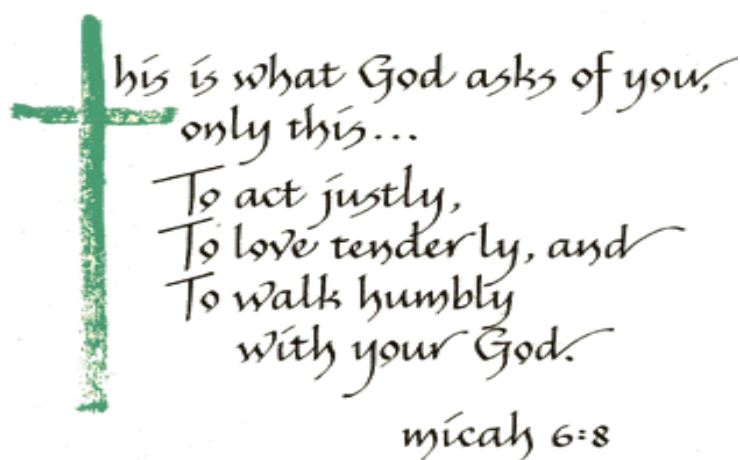 This is what God asks of you,
only this...
To act justly,
To love tenderly, and
To walk humbly
with your God.
micah 6:8